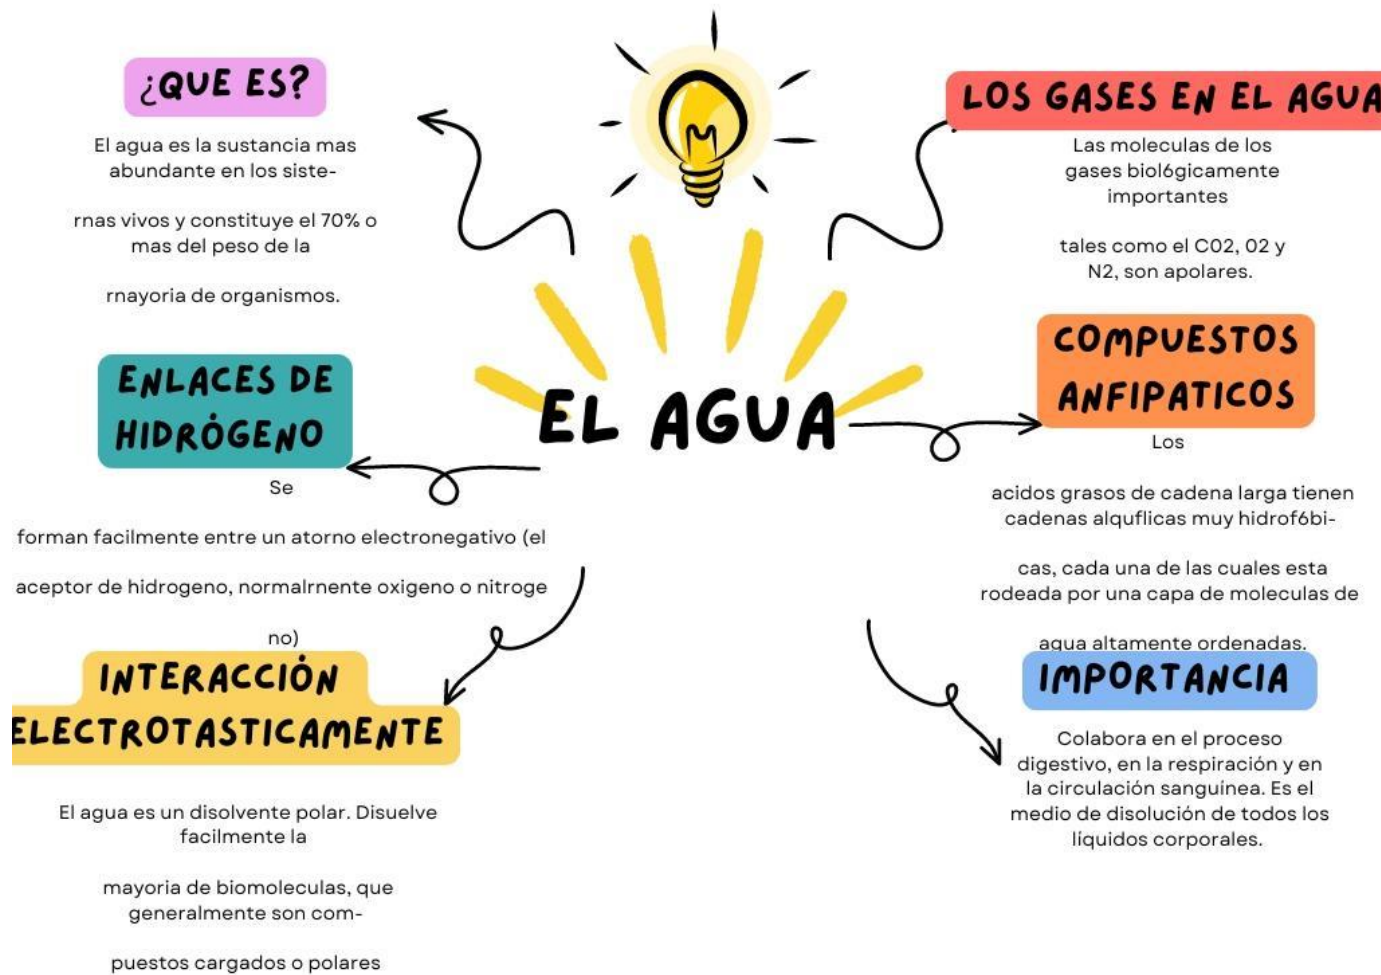 ¿QUE ES?
El agua es la sustancia mas
abundante en los siste-
rnas vivos y constituye el 70% o
mas del peso de la
rnayoria de organismos.
ENLACES DE
HIDRÓGENO
Se
forman facilmente entre un atorno electronegativo (el
aceptor de hidrogeno, normalrnente oxigeno o nitroge
no)
INTERACCIÓN
ELECTROTASTICAMENTE
El agua es un disolvente polar. Disuelve
facilmente la
mayoria de biomoleculas, que
generalmente son com-
puestos cargados o polares
EL AGUA
LOS GASES EN EL AGUA
Las moleculas de los
gases biol6gicamente
importantes
tales como el C02, 02 y
N2, son apolares.
COMPUESTOS
ANFIPATICOS
Los
acidos grasos de cadena larga tienen
cadenas alquflicas muy hidrof6bi-
cas, cada una de las cuales esta
rodeada por una capa de moleculas de
agua altamente ordenadas.
IMPORTANCIA
Colabora en el proceso
digestivo, en la respiración y en
la circulación sanguínea. Es el
medio de disolución de todos los
líquidos corporales.